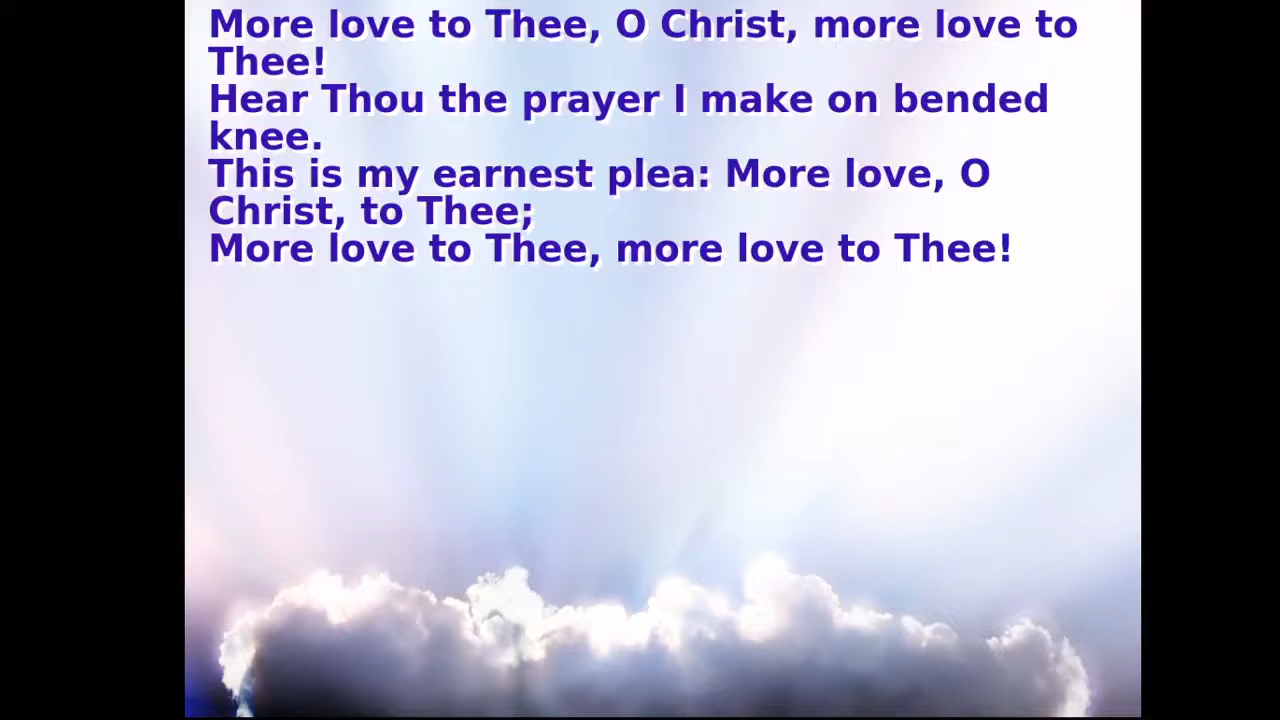 More love to Thee, O Christ, more love to
Thee!
Hear Thou the prayer I make on bended
knee.
This is my earnest plea: More love, O
Christ, to Thee;
More love to Thee, more love to Thee!